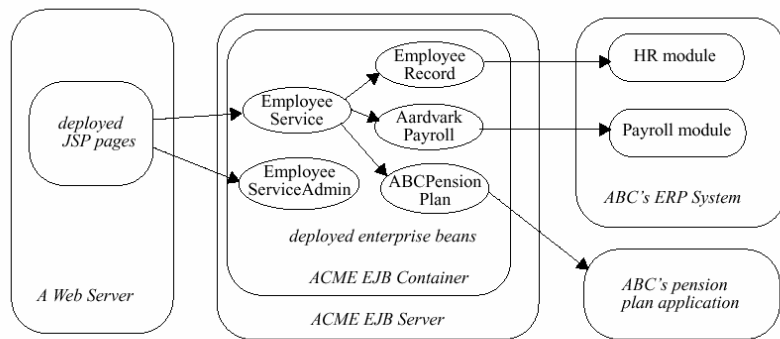 deployed
JSP pages
A Web Server
Employee
Service
Employee
ServiceAdmin
Employee
Record
Aardvark
Payroll
ABCPension
Plan
deployed enterprise beans
ACME EJB Container
ACME EJB Server
HR module
Payroll module
ABC's ERP System
ABC's pension
plan application